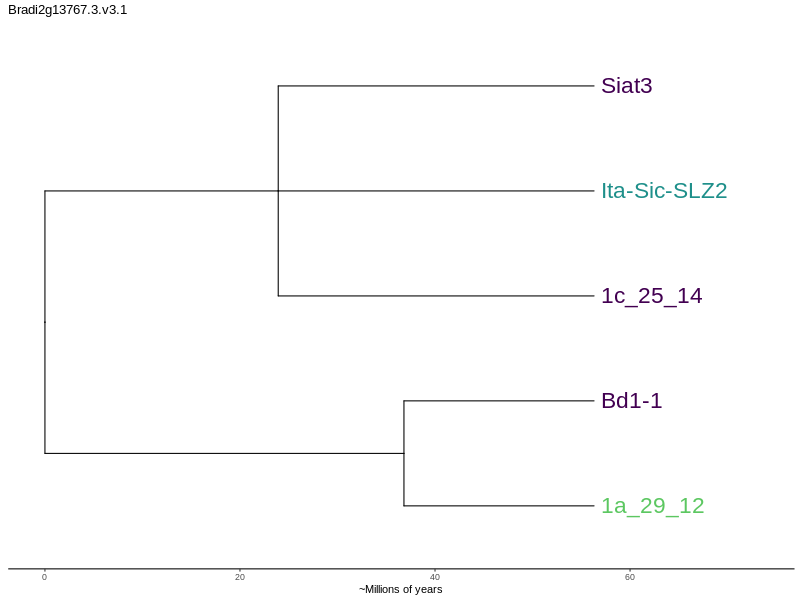 Bradi2g13767.3.v3.1
Siat3
Ita-Sic-SLZ2
1c_25_14
Bd1-1
1a_29_12
0 20 40 60
~Millions of years